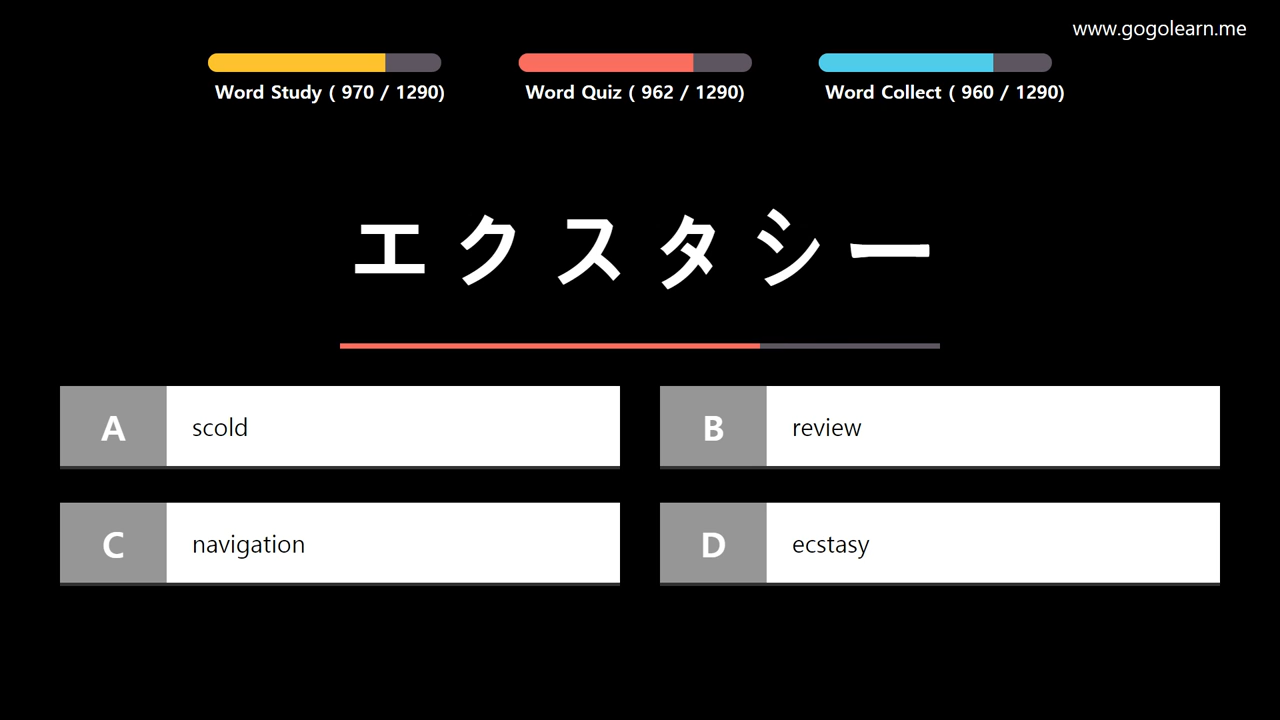 www.gogolearn.me
Word Study ( 970 / 1290)
Word Quiz ( 962 / 1290)
Word Collect ( 960 / 1290)
エクスタシー
A scold
B review
C navigation
D ecstasy